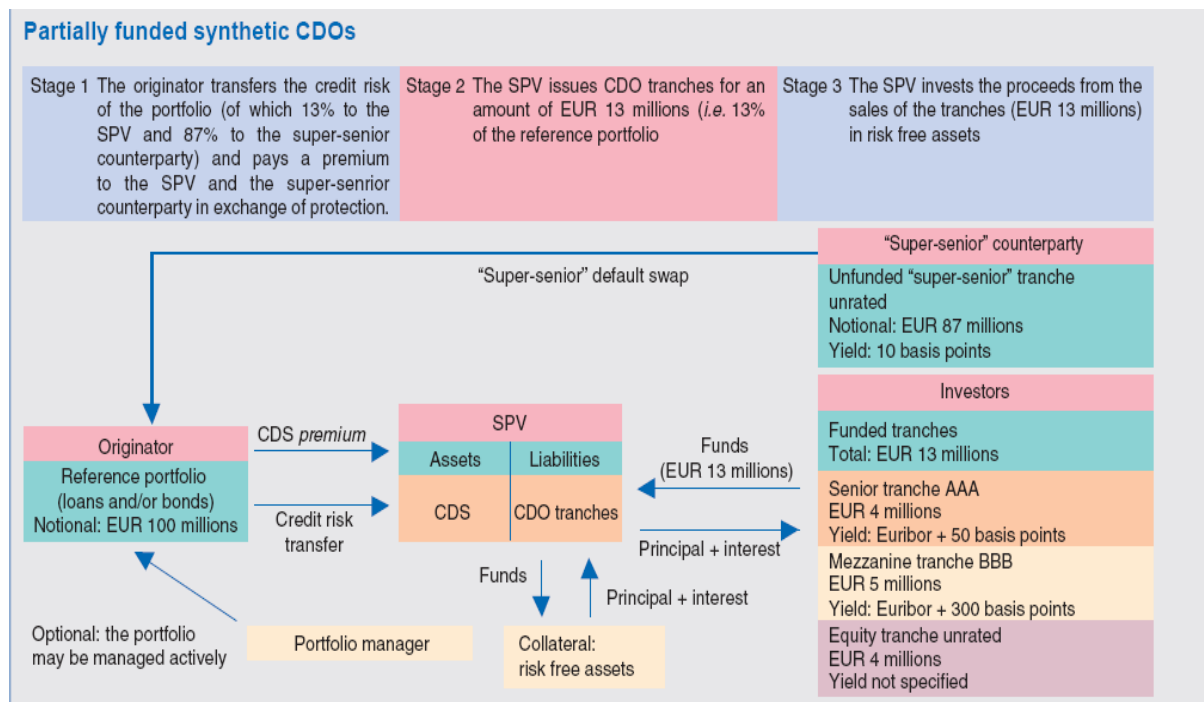 Partially funded synthetic CDOs
Stage 1 The originator transfers the credit risk
of the portfolio (of which 13% to the
SPV and 87% to the super-senior
counterparty) and pays a premium
to the SPV and the super-senrior
counterparty in exchange of protection.
Stage 2 The SPV issues CDO tranches for an
amount of EUR 13 millions (i.e. 13%
of the reference portfolio
Stage 3 The SPV invests the proceeds from the
sales of the tranches (EUR 13 millions)
in risk free assets
"Super-senior" counterparty
Unfunded "super-senior" tranche
unrated
Notional: EUR 87 millions
Yield: 10 basis points
"Super-senior" default swap
Originator
Reference portfolio
(loans and/or bonds)
Notional: EUR 100 millions
CDS premium
Credit risk
transfer
SPV
Assets
Liabilities
CDS
CDO tranches
Funds
(EUR 13 millions)
Principal + interest
Investors
Funded tranches
Total: EUR 13 millions
Senior tranche AAA
EUR 4 millions
Yield: Euribor + 50 basis points
Mezzanine tranche BBB
EUR 5 millions
Yield: Euribor + 300 basis points
Equity tranche unrated
EUR 4 millions
Yield not specified
Funds
Principal + interest
Optional: the portfolio
may be managed actively
Portfolio manager
Collateral:
risk free assets